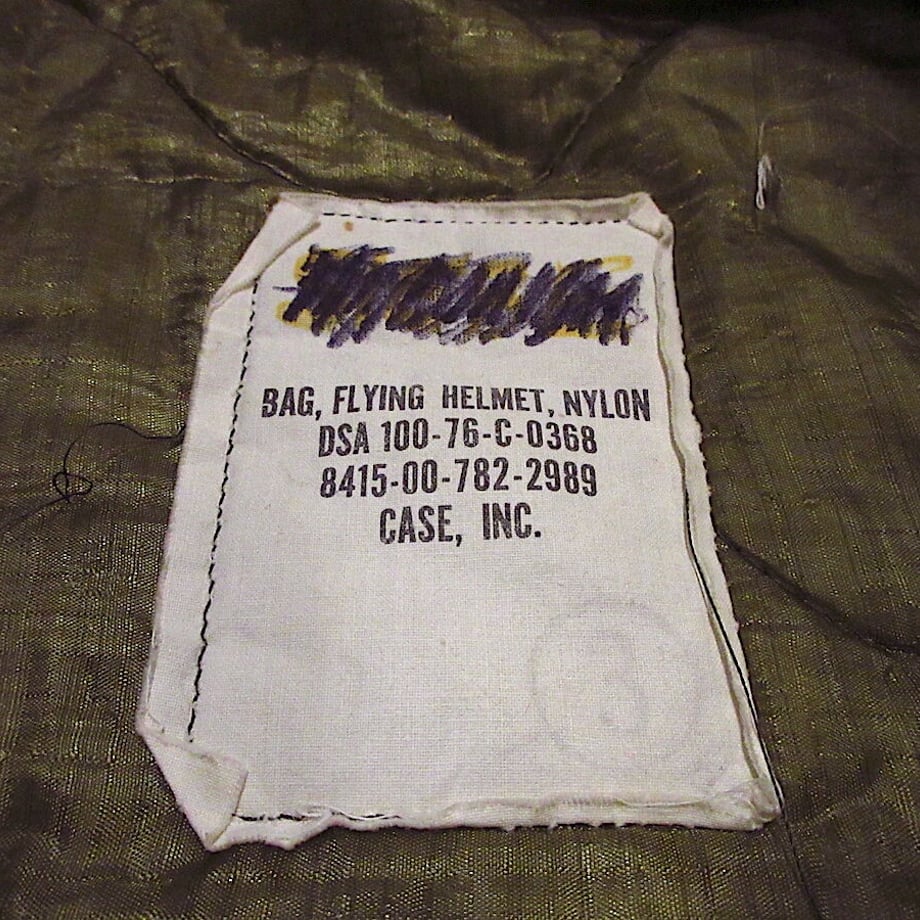 BAG, FLYING HELMET, NYLON
DSA 100-76-C-0368
8415-00-782-2989
CASE, INC.